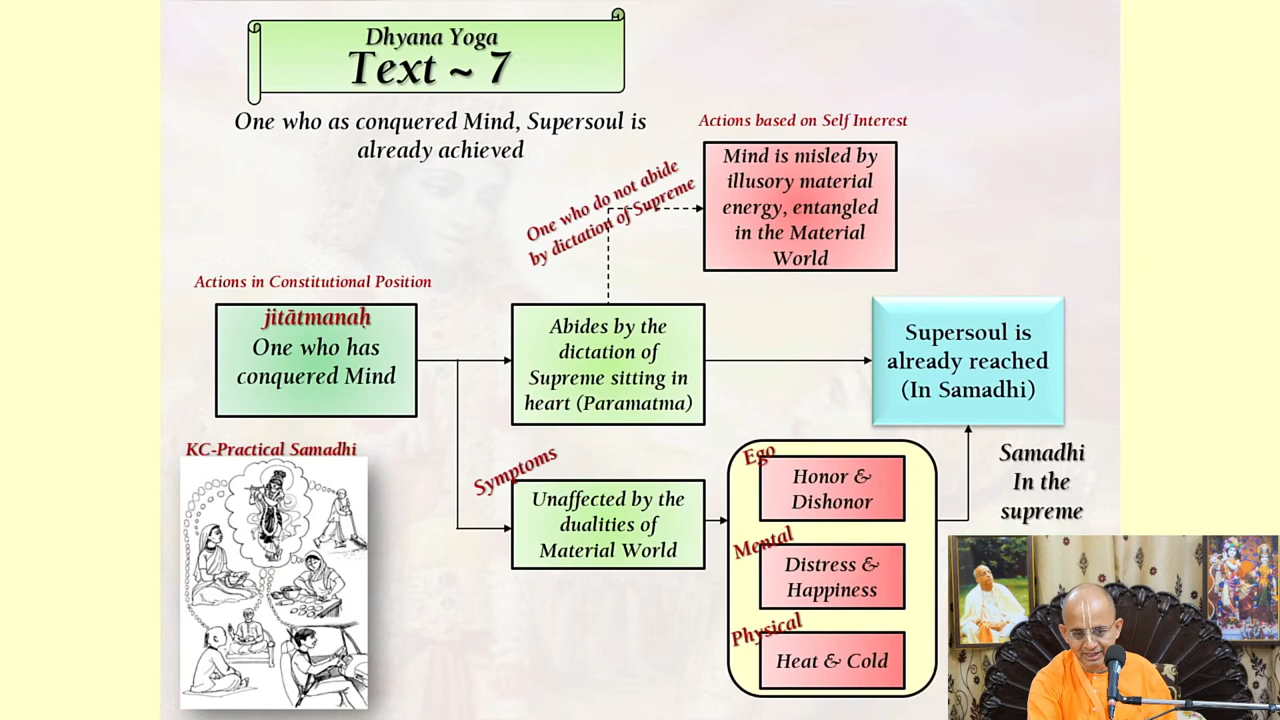 Dhyana Yoga
Text ~ 7
One who as conquered Mind, Supersoul is
already achieved
Actions based on Self Interest
Mind is misled by
illusory material
energy, entangled
in the Material
World
One who do not abide
by dictation of Supreme
Actions in Constitutional Position
jitātmanaḥ
One who has
conquered Mind
Abides by the
dictation of
Supreme sitting in
heart (Paramatma)
Supersoul is
already reached
(In Samadhi)
KC-Practical Samadhi
Symptoms
Unaffected by the
dualities of
Material World
Ego
Honor &
Dishonor
Mental
Distress &
Happiness
Physical
Heat & Cold
Samadhi
In the
supreme